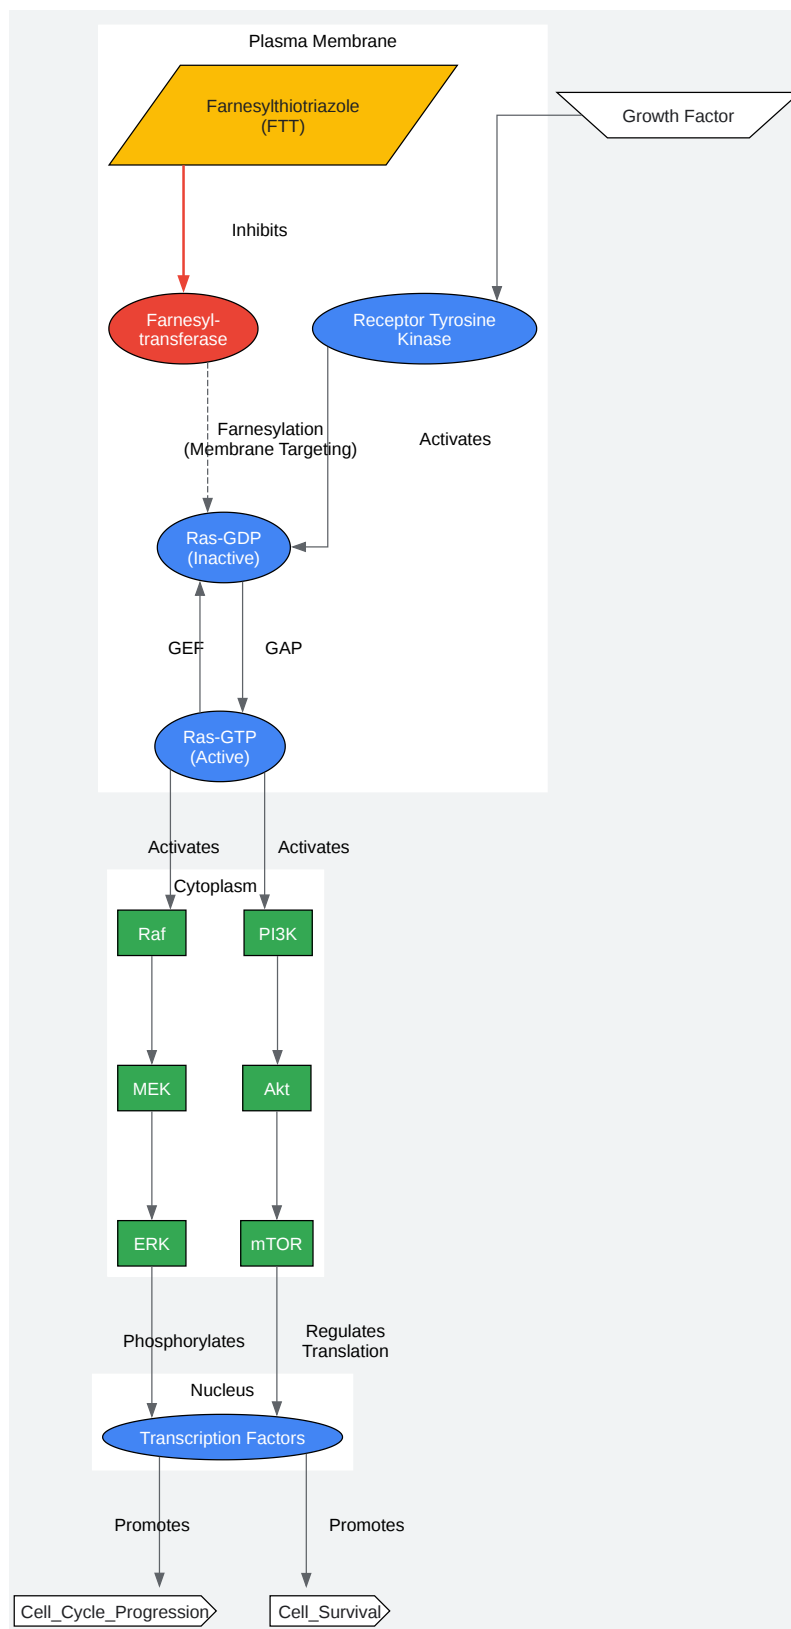 Plasma Membrane
Farnesylthiotriazole
(FTT)
Growth Factor
Inhibits
Farnesyl-
transferase
Receptor Tyrosine
Kinase
Farnesylation
(Membrane Targeting)
Activates
Ras-GDP
(Inactive)
GEF
GAP
Ras-GTP
(Active)
Activates
Activates
Cytoplasm
Raf
PI3K
MEK
Akt
ERK
mTOR
Phosphorylates
Regulates
Translation
Nucleus
Transcription Factors
Promotes
Promotes
Cell_Cycle_Progression
Cell_Survival